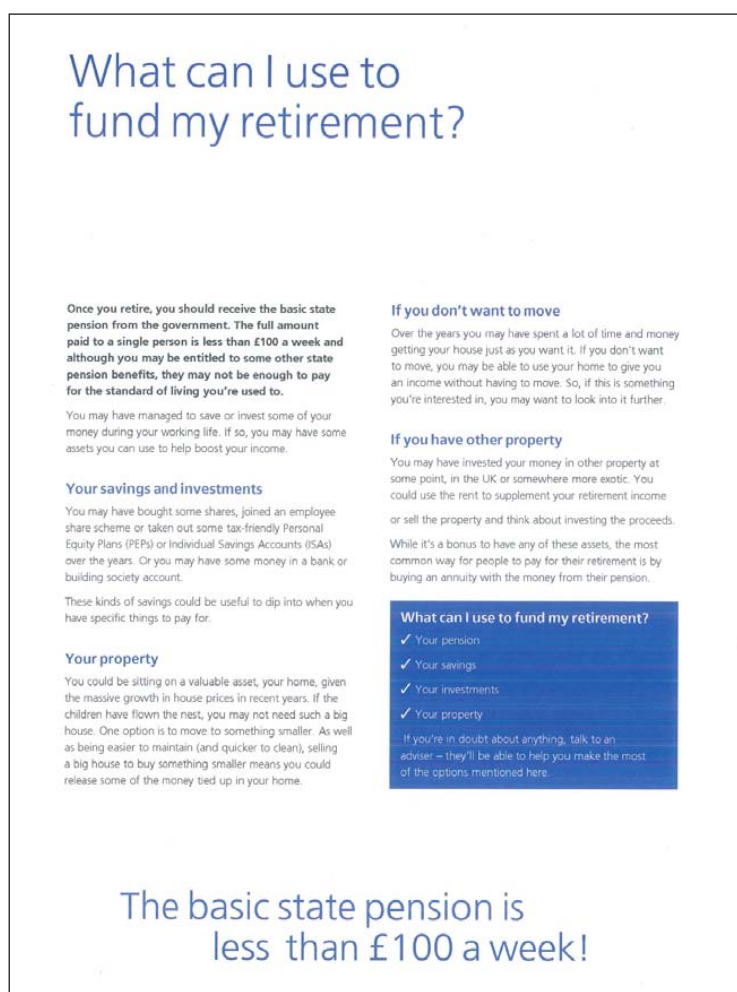 What can I use to
fund my retirement?
Once you retire, you should receive the basic state
pension from the government. The full amount
paid to a single person is less than £100 a week and
although you may be entitled to some other state
pension benefits, they may not be enough to pay
for the standard of living you're used to.
You may have managed to save or invest some of your
money during your working life. If so, you may have some
assets you can use to help boost your income.
Your savings and investments
You may have bought some shares, joined an employee
share scheme or taken out some tax-friendly Personal
Equity Plans (PEPs) or Individual Savings Accounts (ISAs)
over the years. Or you may have some money in a bank or
building society account.
These kinds of savings could be useful to dip into when you
have specific things to pay for.
Your property
You could be sitting on a valuable asset, your home, given
the massive growth in house prices in recent years. If the
children have flown the nest, you may not need such a big
house. One option is to move to something smaller. As well
as being easier to maintain (and quicker to clean), selling
a big house to buy something smaller means you could
release some of the money tied up in your home.
If you don't want to move
Over the years you may have spent a lot of time and money
getting your house just as you want it. If you don't want
to move, you may be able to use your home to give you
an income without having to move. So, if this is something
you're interested in, you may want to look into it further.
If you have other property
You may have invested your money in other property at
some point, in the UK or somewhere more exotic. You
could use the rent to supplement your retirement income
or sell the property and think about investing the proceeds.
While it's a bonus to have any of these assets, the most
common way for people to pay for their retirement is by
buying an annuity with the money from their pension.
What can I use to fund my retirement?
✓ Your pension
✓ Your savings
✓ Your investments
✓ Your property
If you're in doubt about anything, talk to an
adviser – they'll be able to help you make the most
of the options mentioned here.
The basic state pension is
less than £100 a week!